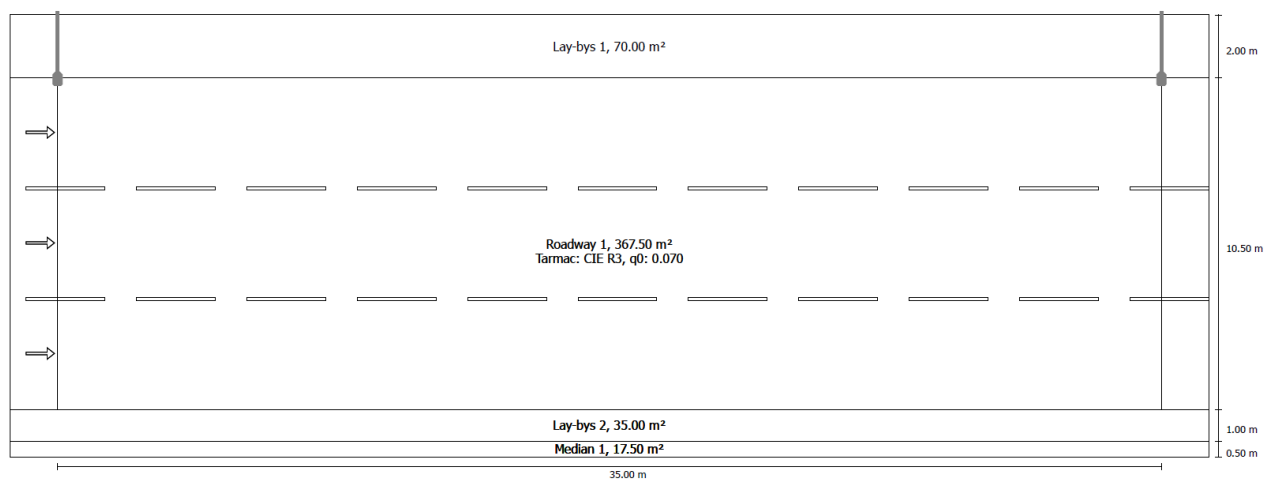 Lay-bys 1, 70.00 m²
2.00 m
Roadway 1, 367.50 m²
Tarmac: CIE R3, q0: 0.070
10.50 m
Lay-bys 2, 35.00 m²
1.00 m
Median 1, 17.50 m²
0.50 m
35.00 m